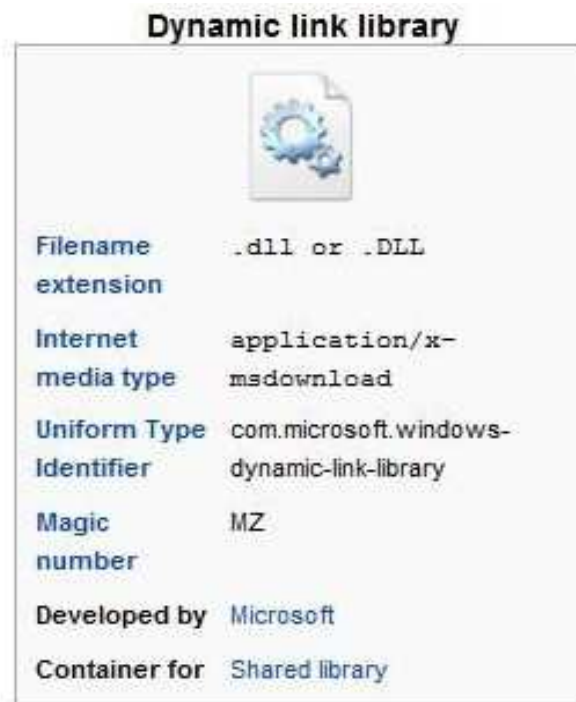 Dynamic link library
Filename .dll or .DLL
extension
Internet application/x-
media type msdownload
Uniform Type com.microsoft.windows-
Identifier dynamic-link-library
Magic MZ
number
Developed by Microsoft
Container for Shared library